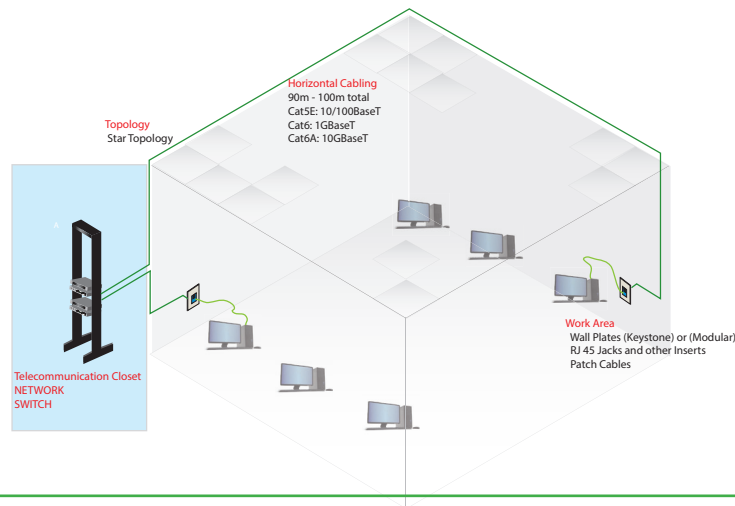 Horizontal Cabling
90m - 100m total
Cat5E: 10/100BaseT
Cat6: 1GBaseT
Cat6A: 10GBaseT
Topology
Star Topology
Work Area
Wall Plates (Keystone) or (Modular)
RJ 45 Jacks and other Inserts
Patch Cables
Telecommunication Closet
NETWORK
SWITCH